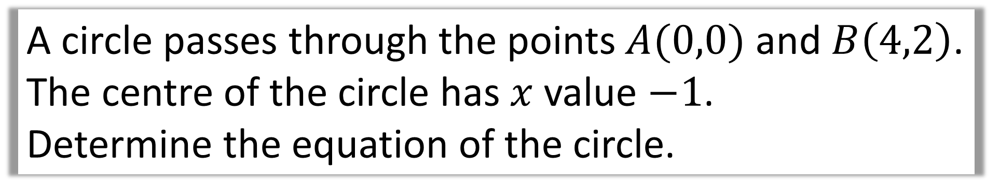 A circle passes through the points A(0,0) and B(4,2).
The centre of the circle has x value −1.
Determine the equation of the circle.